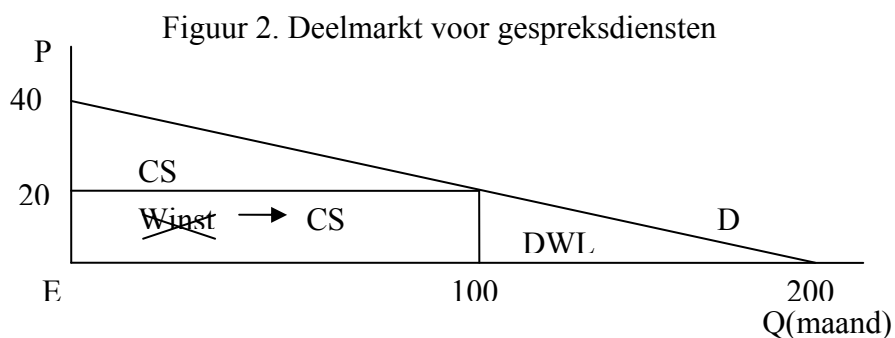 Figuur 2. Deelmarkt voor gespreksdiensten
P
40
CS
20
Winst CS
D
DWL
E 100 200
Q(maand)